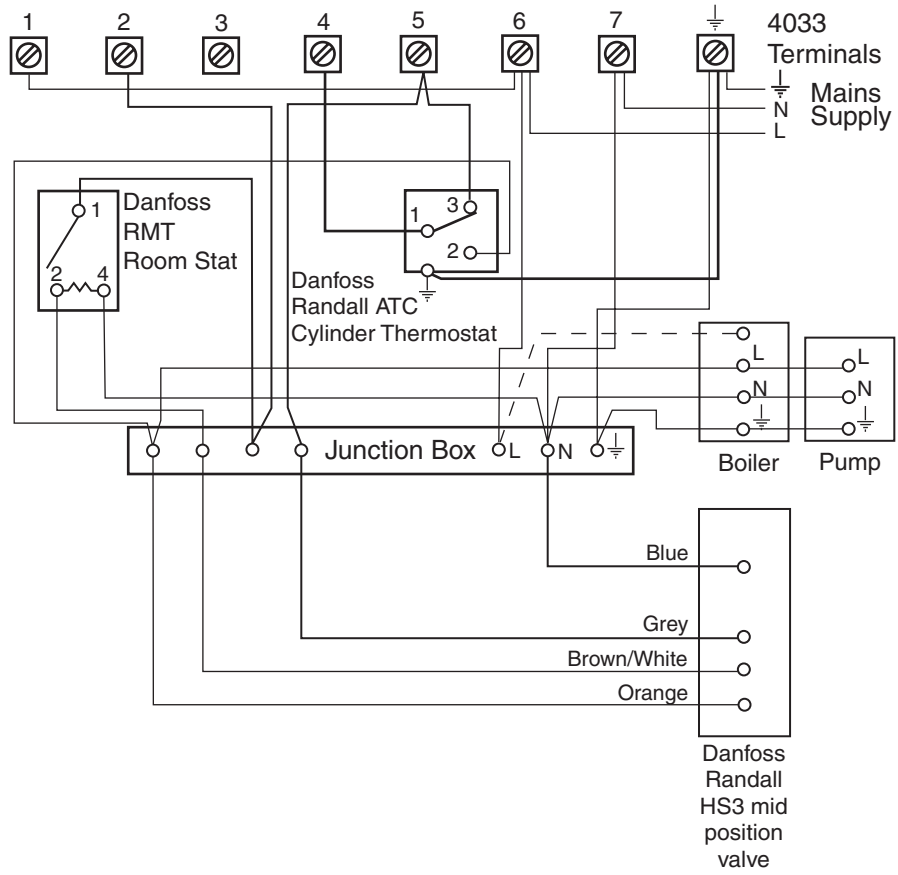 1 2 3 4 5 6 7 ⏚ 4033
Terminals
⏚ Mains
N Supply
L
Danfoss
RMT
Room Stat
1
2 4
1 3
2
⏚
Danfoss
Randall ATC
Cylinder Thermostat
L
N
⏚
Boiler
L
N
⏚
Pump
Junction Box L N ⏚
Blue
Grey
Brown/White
Orange
Danfoss
Randall
HS3 mid
position
valve